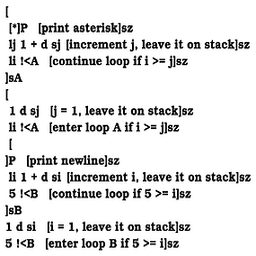 [
[*]P [print asterisk]sz
lj 1 + d sj [increment j, leave it on stack]sz
li !<A [continue loop if i >= j]sz
]sA
[
1 d sj [j = 1, leave it on stack]sz
li !<A [enter loop A if i >= j]sz
[
]P [print newline]sz
li 1 + d si [increment i, leave it on stack]sz
5 !<B [continue loop if 5 >= i]sz
]sB
1 d si [i = 1, leave it on stack]sz
5 !<B [enter loop B if 5 >= i]sz